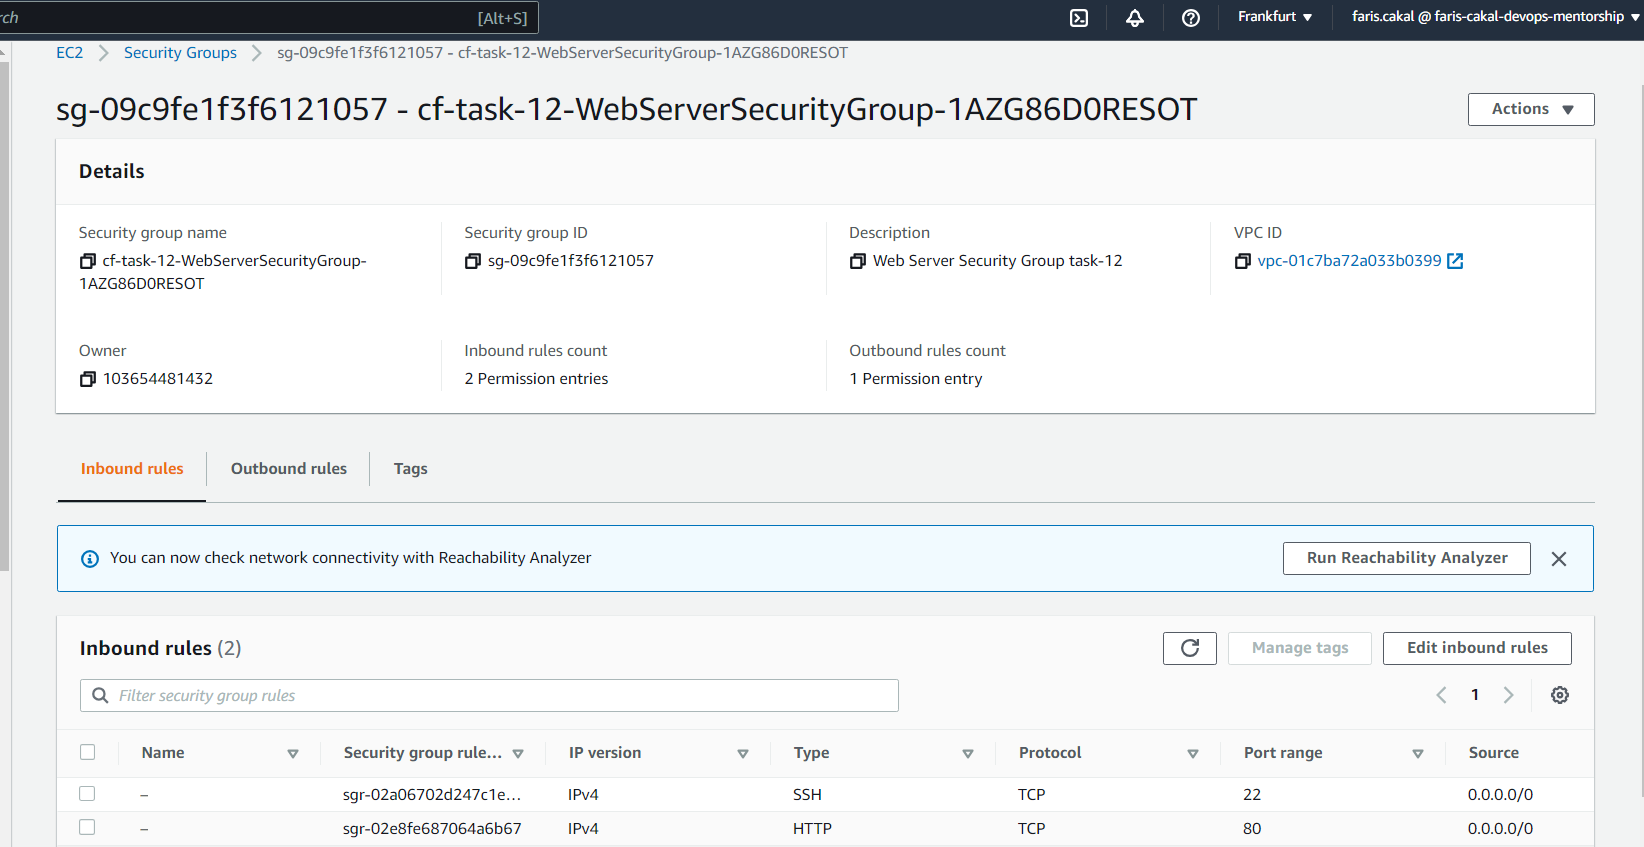 rch [Alt+S] Frankfurt faris.cakal @ faris-cakal-devops-mentorship
EC2 Security Groups sg-09c9fe1f3f6121057 - cf-task-12-WebServerSecurityGroup-1AZG86D0RESOT
sg-09c9fe1f3f6121057 - cf-task-12-WebServerSecurityGroup-1AZG86D0RESOT Actions
Details
Security group name Security group ID Description VPC ID
cf-task-12-WebServerSecurityGroup- sg-09c9fe1f3f6121057 Web Server Security Group task-12 vpc-01c7ba72a033b0399
1AZG86D0RESOT
Owner Inbound rules count Outbound rules count
103654481432 2 Permission entries 1 Permission entry
Inbound rules Outbound rules Tags
You can now check network connectivity with Reachability Analyzer Run Reachability Analyzer
Inbound rules (2) Manage tags Edit inbound rules
Filter security group rules 1
Name Security group rule... IP version Type Protocol Port range Source
– sgr-02a06702d247c1e... IPv4 SSH TCP 22 0.0.0.0/0
– sgr-02e8fe687064a6b67 IPv4 HTTP TCP 80 0.0.0.0/0